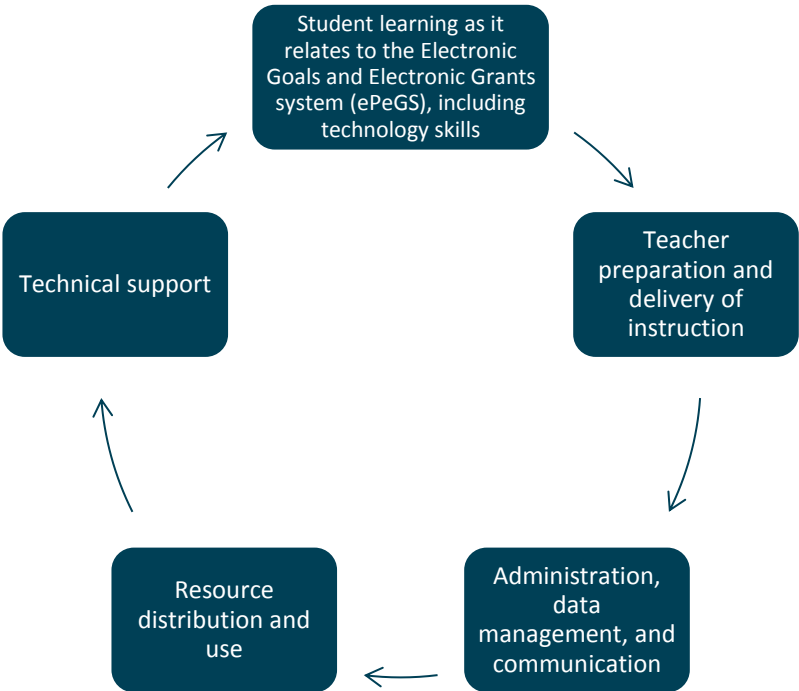 Student learning as it
relates to the Electronic
Goals and Electronic Grants
system (ePeGS), including
technology skills
Teacher
preparation and
delivery of
instruction
Administration,
data
management, and
communication
Resource
distribution and
use
Technical support